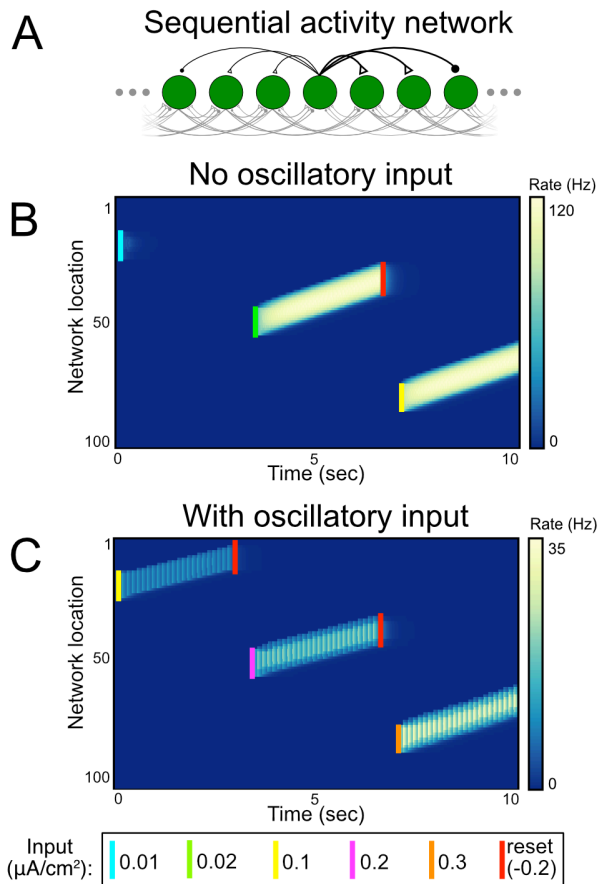 A
Sequential activity network
No oscillatory input
B
Rate (Hz)
1
50
100
Network location
120
0
0
5
10
Time (sec)
With oscillatory input
C
Rate (Hz)
1
50
100
Network location
35
0
0
5
10
Time (sec)
Input
(μA/cm²):
0.01
0.02
0.1
0.2
0.3
reset
(-0.2)